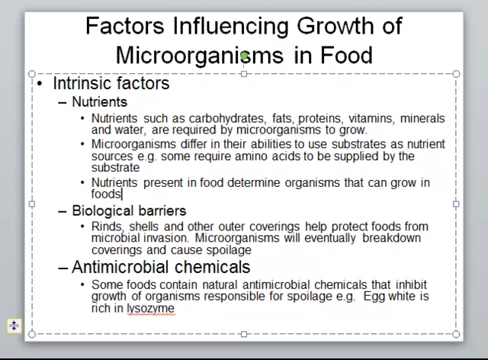 Factors Influencing Growth of
Microorganisms in Food
• Intrinsic factors
– Nutrients
• Nutrients such as carbohydrates, fats, proteins, vitamins, minerals
and water, are required by microorganisms to grow.
• Microorganisms differ in their abilities to use substrates as nutrient
sources e.g. some require amino acids to be supplied by the
substrate
• Nutrients present in food determine organisms that can grow in
foods
– Biological barriers
• Rinds, shells and other outer coverings help protect foods from
microbial invasion. Microorganisms will eventually breakdown
coverings and cause spoilage
– Antimicrobial chemicals
• Some foods contain natural antimicrobial chemicals that inhibit
growth of organisms responsible for spoilage e.g. Egg white is
rich in lysozyme